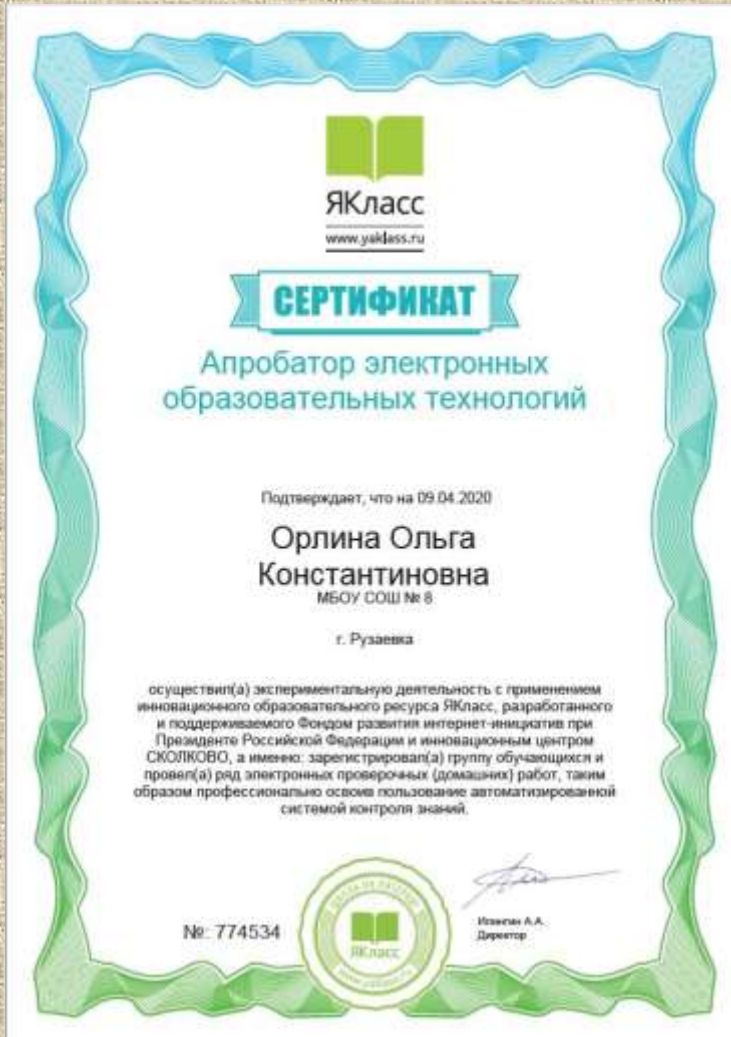 ЯКласс
www.yaklass.ru
СЕРТИФИКАТ
Апробатор электронных
образовательных технологий
Подтверждает, что на 09.04.2020
Орлина Ольга
Константиновна
МБОУ СОШ № 8
г. Рузаевка
осуществил(а) экспериментальную деятельность с применением
инновационного образовательного ресурса ЯКласс, разработанного
и поддерживаемого Фондом развития интернет-инициатив при
Президенте Российской Федерации и инновационным центром
СКОЛКОВО, а именно: зарегистрировал(а) группу обучающихся и
провел(а) ряд электронных проверочных (домашних) работ, таким
образом профессионально освоив пользование автоматизированной
системой контроля знаний.
№: 774534
ЯКласс
www.yaklass.ru
А.А.
Директор